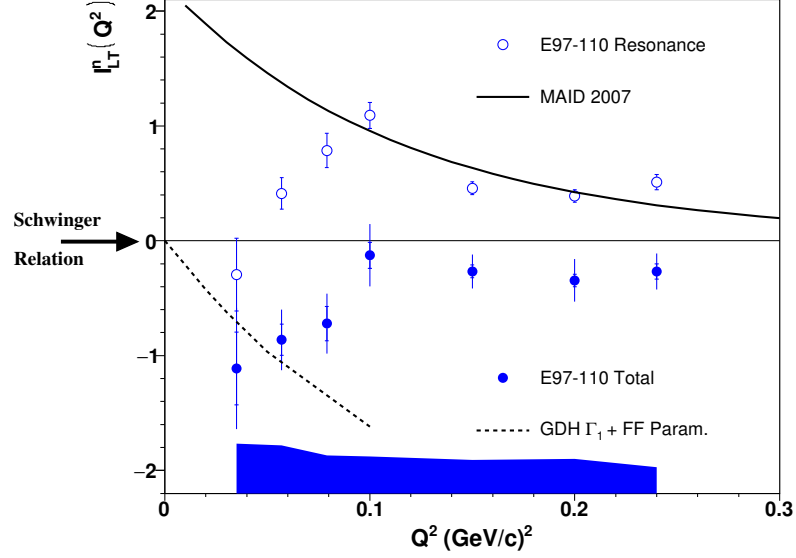 I^n_LT (Q^2)
2
1
0
−1
−2
E97-110 Resonance
MAID 2007
Schwinger
Relation
E97-110 Total
GDH Γ_1 + FF Param.
0
0.1
0.2
0.3
Q^2 (GeV/c)^2